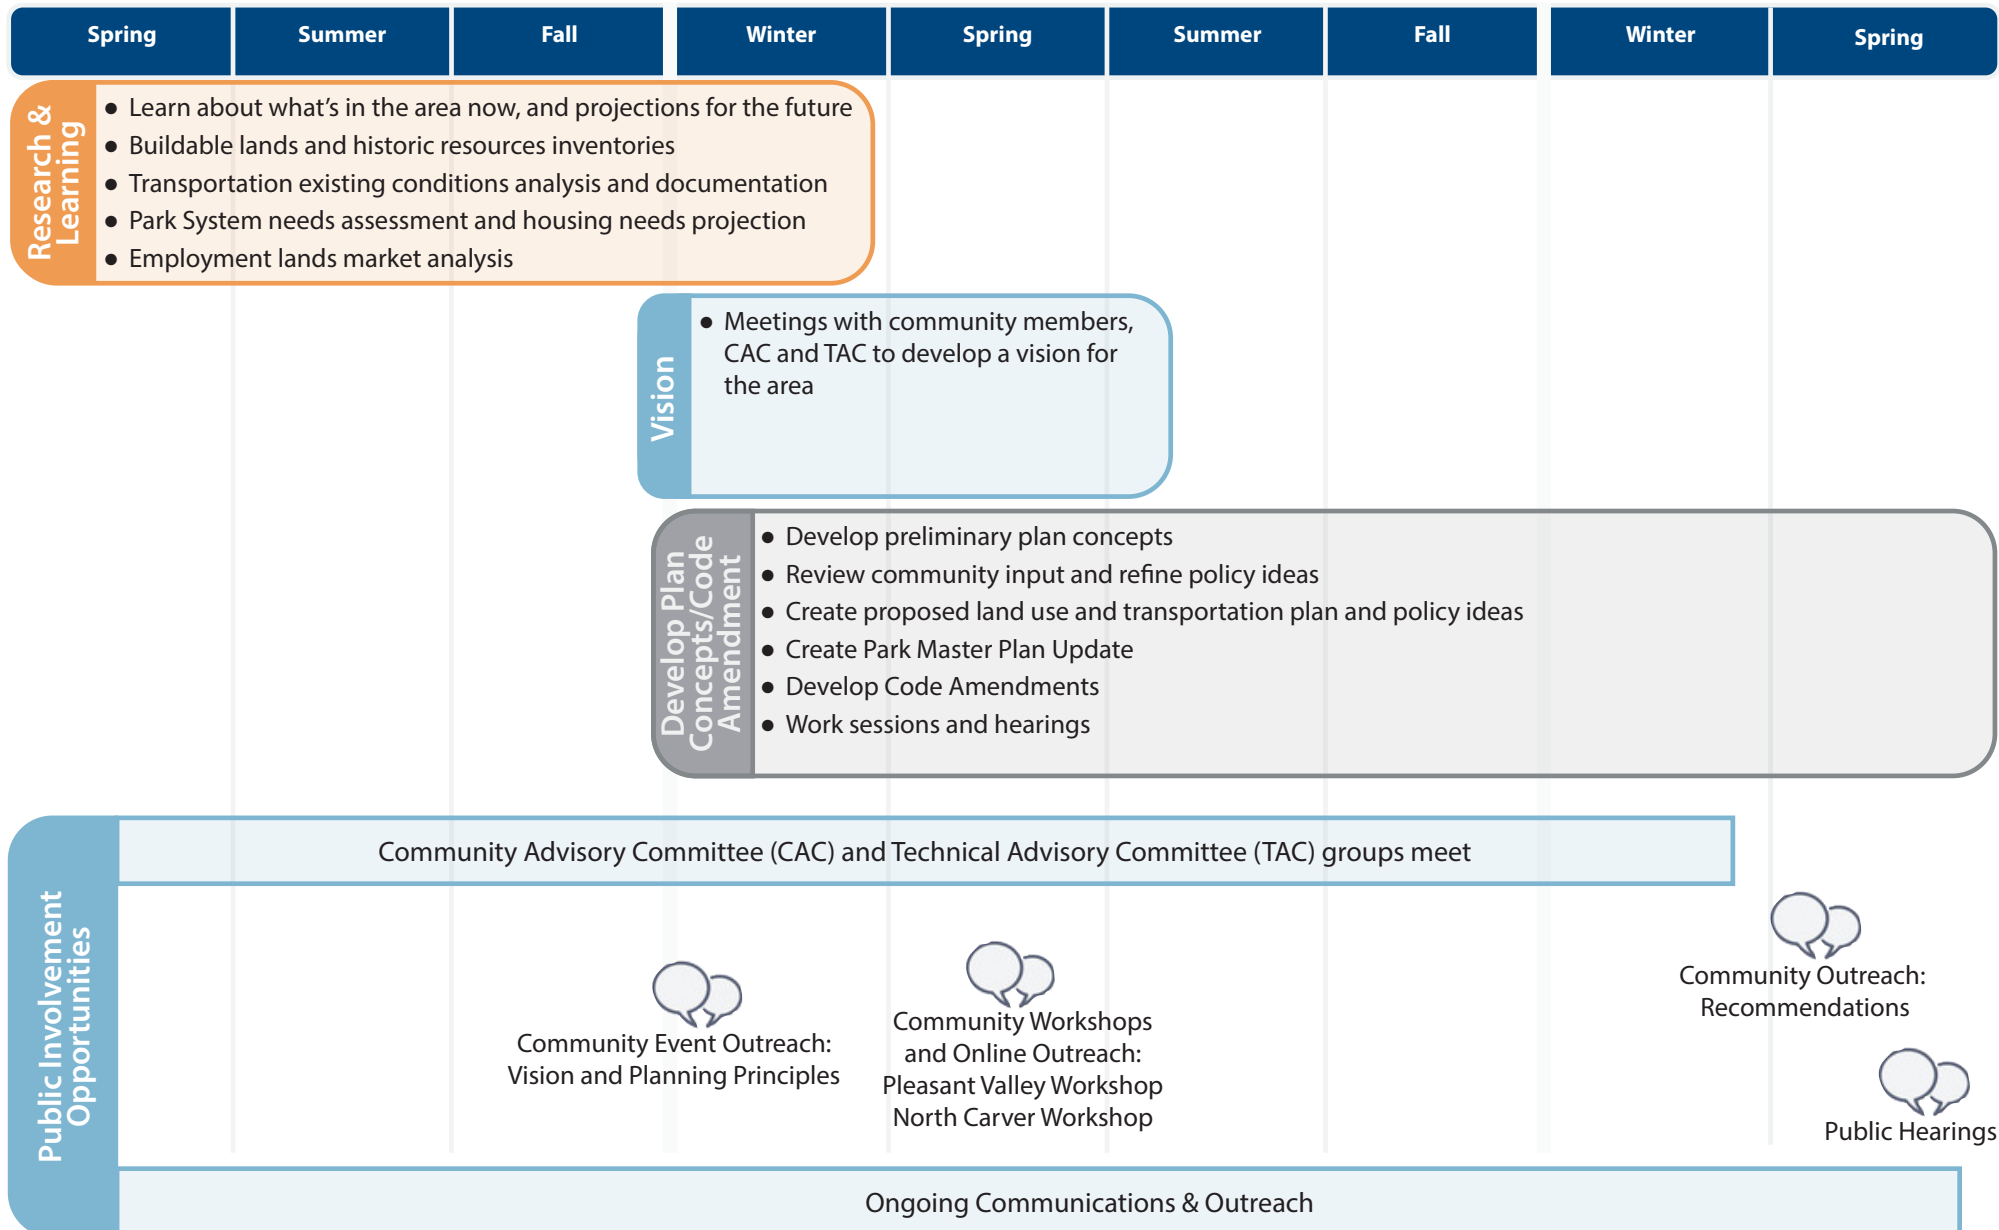 Spring Summer Fall Winter Spring Summer Fall Winter Spring
Research &
Learning
● Learn about what’s in the area now, and projections for the future
● Buildable lands and historic resources inventories
● Transportation existing conditions analysis and documentation
● Park System needs assessment and housing needs projection
● Employment lands market analysis
Vision
● Meetings with community members,
CAC and TAC to develop a vision for
the area
Develop Plan
Concepts/Code
Amendment
● Develop preliminary plan concepts
● Review community input and refine policy ideas
● Create proposed land use and transportation plan and policy ideas
● Create Park Master Plan Update
● Develop Code Amendments
● Work sessions and hearings
Public Involvement
Opportunities
Community Advisory Committee (CAC) and Technical Advisory Committee (TAC) groups meet
Community Event Outreach:
Vision and Planning Principles
Community Workshops
and Online Outreach:
Pleasant Valley Workshop
North Carver Workshop
Community Outreach:
Recommendations
Public Hearings
Ongoing Communications & Outreach